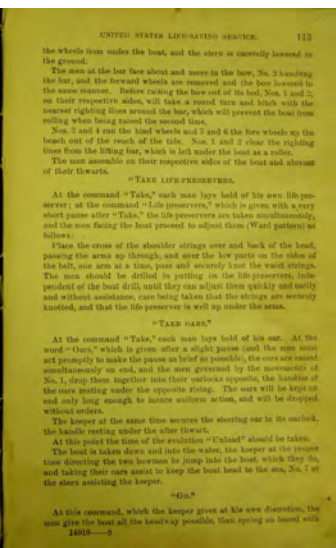 UNITED STATES LIFE-SAVING SERVICE. 113
the wheels from under the boat, and the stern is carefully lowered to
the ground.
The men at the bar face about and move to the bow, No. 2 handling
the bar, and the forward wheels are removed and the bow lowered in
the same manner. Before raising the bow out of its bed, Nos. 1 and 2,
on their respective sides, will take a round turn and hitch with the
nearest righting lines around the bar, which will prevent the boat from
rolling when being raised the second time.
Nos. 3 and 4 run the hind wheels and 5 and 6 the fore wheels up the
beach out of the reach of the tide. Nos. 1 and 2 clear the righting
lines from the lifting bar, which is left under the boat as a roller.
The men assemble on their respective sides of the boat and abreast
of their thwarts.
"TAKE LIFE-PRESERVERS.
At the command "Take," each man lays hold of his own life-pre-
server; at the command "Life-preservers," which is given with a very
short pause after "Take," the life-preservers are taken simultaneously,
and the men facing the boat proceed to adjust them (Ward pattern) as
follows:
Place the cross of the shoulder strings over and back of the head,
passing the arms up through, and over the low parts on the sides of
the belt, one arm at a time, pass and securely knot the waist strings.
The men should be drilled in putting on the life-preservers, inde-
pendent of the boat drill, until they can adjust them quickly and easily
and without assistance, care being taken that the strings are securely
knotted, and that the life-preserver is well up under the arms.
"TAKE OARS."
At the command "Take," each man lays hold of his oar. At the
word "Oars," which is given after a slight pause (and the men must
act promptly to make the pause as brief as possible), the oars are raised
simultaneously on end, and the men governed by the movements of
No. 1, drop them together into their outlocks opposite, the handles of
the oars resting under the opposite rising. The oars will be kept on
end only long enough to insure uniform action, and will be dropped
without orders.
The keeper at the same time secures the steering oar in its outlock,
the handle resting under the after thwart.
At this point the time of the evolution "Unload" should be taken.
The boat is taken down and into the water, the keeper at the proper
time directing the two bowmen to jump into the boat, which they do,
and taking their oars assist to keep the boat head to the sea, No. at
the stern assisting the keeper.
"GO."
At this command, which the keeper gives at his own discretion, the
men give the boat all the headway possible, then spring on board with
24018——8